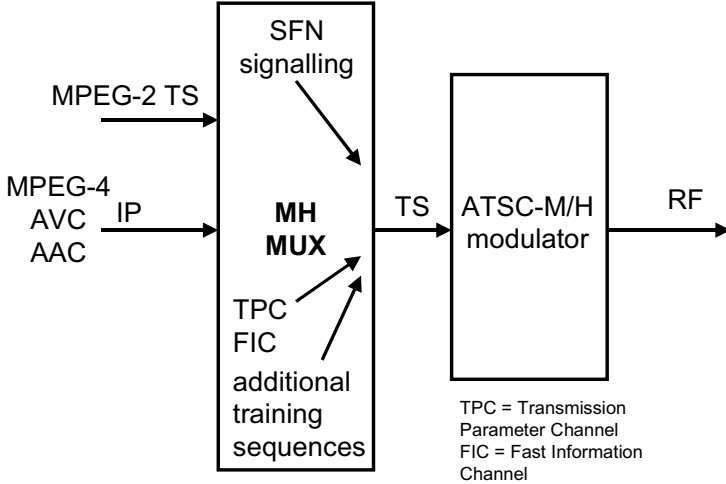 SFN
signalling
MPEG-2 TS
MPEG-4
AVC
AAC
IP
MH
MUX
TPC
FIC
additional
training
sequences
TS
ATSC-M/H
modulator
RF
TPC = Transmission
Parameter Channel
FIC = Fast Information
Channel